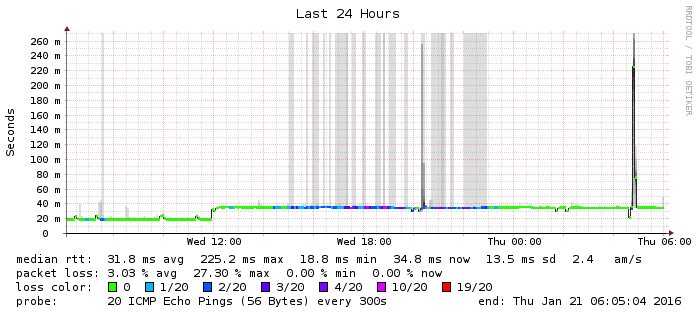 Last 24 Hours
RRDTOOL / TOBI OETIKER
Seconds
260 m
240 m
220 m
200 m
180 m
160 m
140 m
120 m
100 m
80 m
60 m
40 m
20 m
0
Wed 12:00 Wed 18:00 Thu 00:00 Thu 06:00
median rtt: 31.8 ms avg 225.2 ms max 18.8 ms min 34.8 ms now 13.5 ms sd 2.4 am/s
packet loss: 3.03 % avg 27.30 % max 0.00 % min 0.00 % now
loss color: 0 1/20 2/20 3/20 4/20 10/20 19/20
probe: 20 ICMP Echo Pings (56 Bytes) every 300s end: Thu Jan 21 06:05:04 2016